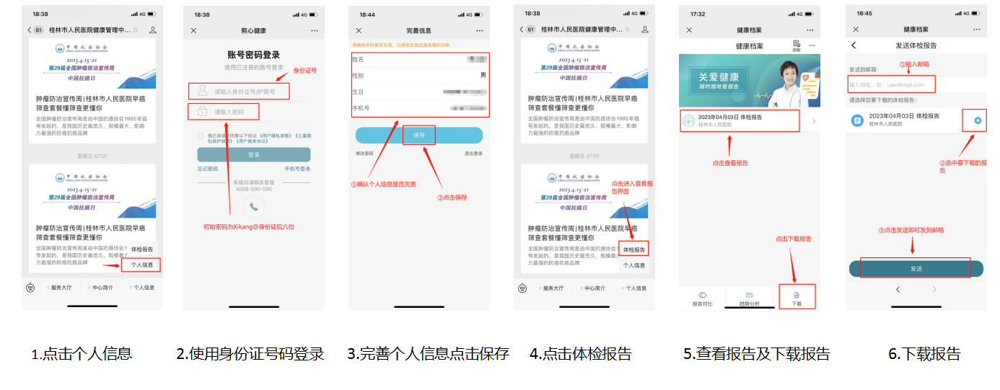 18:38
4G
61
桂林市人民医院健康管理中...
中国抗癌协会
CHINA ANTI-CANCER ASSOCIATION
2023.4.15-21
第29届全国肿瘤防治宣传周
中国抗癌日
肿瘤防治宣传周|桂林市人民医院早癌
筛查套餐懂筛查更懂你
全国肿瘤防治宣传周是由中国抗癌协会1995年倡
导发起的，是我国历史最悠久、规模最大、影响
力最强的防癌抗癌品牌
星期五 07:07
中国抗癌协会
CHINA ANTI-CANCER ASSOCIATION
2023.4.15-21
第29届全国肿瘤防治宣传周
中国抗癌日
肿瘤防治宣传周|桂林市人民医院早癌
筛查套餐懂筛查更懂你
全国肿瘤防治宣传周是由中国抗癌协会1
导发起的，是我国历史最悠久、规模最大
力最强的防癌抗癌品牌
体检报告
个人信息
服务大厅
中心简介
个人信息
1.点击个人信息
18:38
4G
熙心健康
账号密码登录
使用已注册的账号登录
身份证号
请输入身份证号/护照号
请输入密码
我已阅读并同意以下协议《用户隐私政策》《儿童隐
私保护政策》《用户服务协议》
登录
忘记密码
手机号登录
有疑问请联系客服
4006-590-590
初始密码为Xikang@身份证后六位
2.使用身份证号码登录
18:44
4G
完善信息
请确保资料真实无误，以便医生做出最准确的诊断
姓名
性别
男
生日
手机号
保存
修改密码
退出登录
①确认个人信息是否完善
②点击保存
3.完善个人信息点击保存
18:38
4G
61
桂林市人民医院健康管理中...
中国抗癌协会
CHINA ANTI-CANCER ASSOCIATION
2023.4.15-21
第29届全国肿瘤防治宣传周
中国抗癌日
肿瘤防治宣传周|桂林市人民医院早癌
筛查套餐懂筛查更懂你
全国肿瘤防治宣传周是由中国抗癌协会1995年倡
导发起的，是我国历史最悠久、规模最大、影响
力最强的防癌抗癌品牌
星期五 07:07
中国抗癌协会
CHINA ANTI-CANCER ASSOCIATION
2023.4.15-21
第29届全国肿瘤防治宣传周
中国抗癌日
点击进入查看报
告界面
肿瘤防治宣传周|桂林市人民医院早癌
筛查套餐懂筛查更懂你
全国肿瘤防治宣传周是由中国抗癌协会1
导发起的，是我国历史最悠久、规模最大
力最强的防癌抗癌品牌
体检报告
个人信息
服务大厅
中心简介
个人信息
4.点击体检报告
17:32
4G
健康档案
健康档案
获取
关爱健康
随时随地看报告
2023年04月03日 体检报告
桂林市人民医院
点击查看报告
点击下载报告
报告对比
趋势分析
下载
5.查看报告及下载报告
18:45
4G
健康档案
发送体检报告
发送到邮箱：
①输入邮箱
输入地址，如：user@mail.com
请选择您要下载的体检报告：
2023年04月03日 体检报告
桂林市人民医院
②选中要下载的报
告
③点击发送即可发到邮箱
发送
6.下载报告